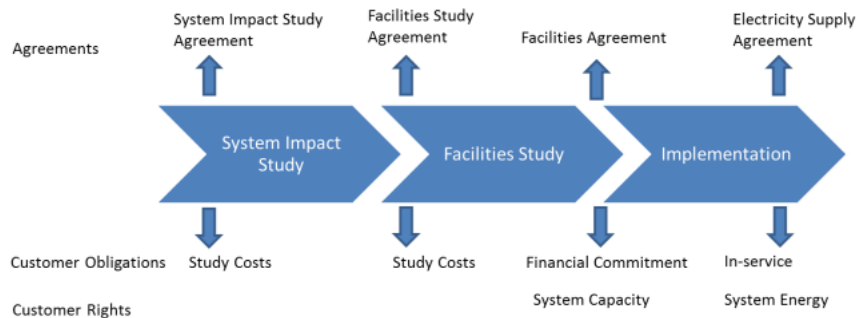 System Impact Study
Agreement
Facilities Study
Agreement
Facilities Agreement
Electricity Supply
Agreement
Agreements
System Impact
Study
Facilities Study
Implementation
Customer Obligations
Study Costs
Study Costs
Financial Commitment
In-service
Customer Rights
System Capacity
System Energy